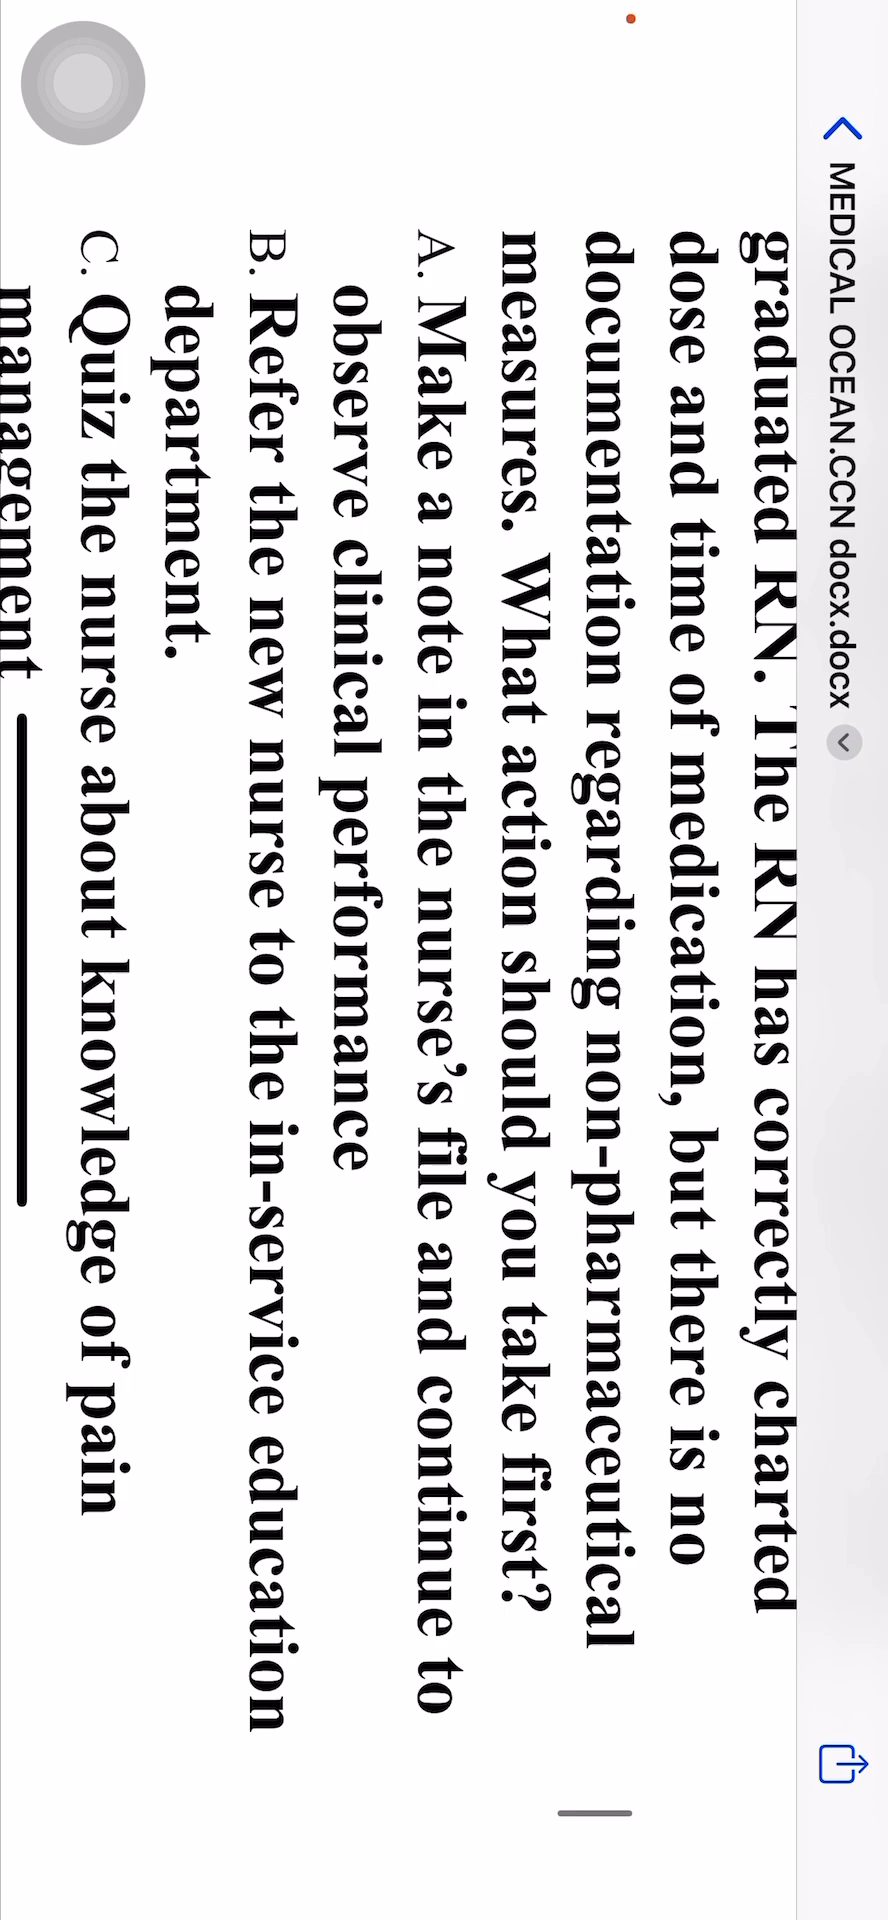 MEDICAL OCEAN.CCN docx.docx
graduated RN. The RN has correctly charted
dose and time of medication, but there is no
documentation regarding non-pharmaceutical
measures. What action should you take first?
A. Make a note in the nurse’s file and continue to
observe clinical performance
B. Refer the new nurse to the in-service education
department.
C. Quiz the nurse about knowledge of pain
management